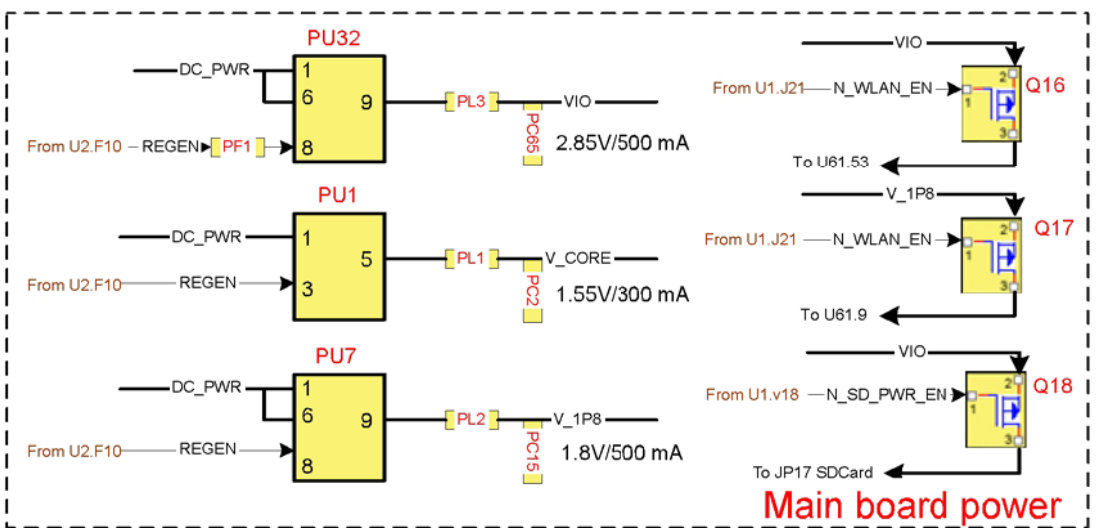 PU32
DC_PWR
1
6
9
PL3
VIO
PC65
2.85V/500 mA
From U2.F10
REGEN
PF1
8
PU1
DC_PWR
1
5
PL1
V_CORE
PC2
1.55V/300 mA
From U2.F10
REGEN
3
PU7
DC_PWR
1
6
9
PL2
V_1P8
PC15
1.8V/500 mA
From U2.F10
REGEN
8
VIO
From U1.J21
N_WLAN_EN
1
2
3
Q16
To U61.53
V_1P8
From U1.J21
N_WLAN_EN
1
2
3
Q17
To U61.9
VIO
From U1.v18
N_SD_PWR_EN
1
2
3
Q18
To JP17 SDCard
Main board power